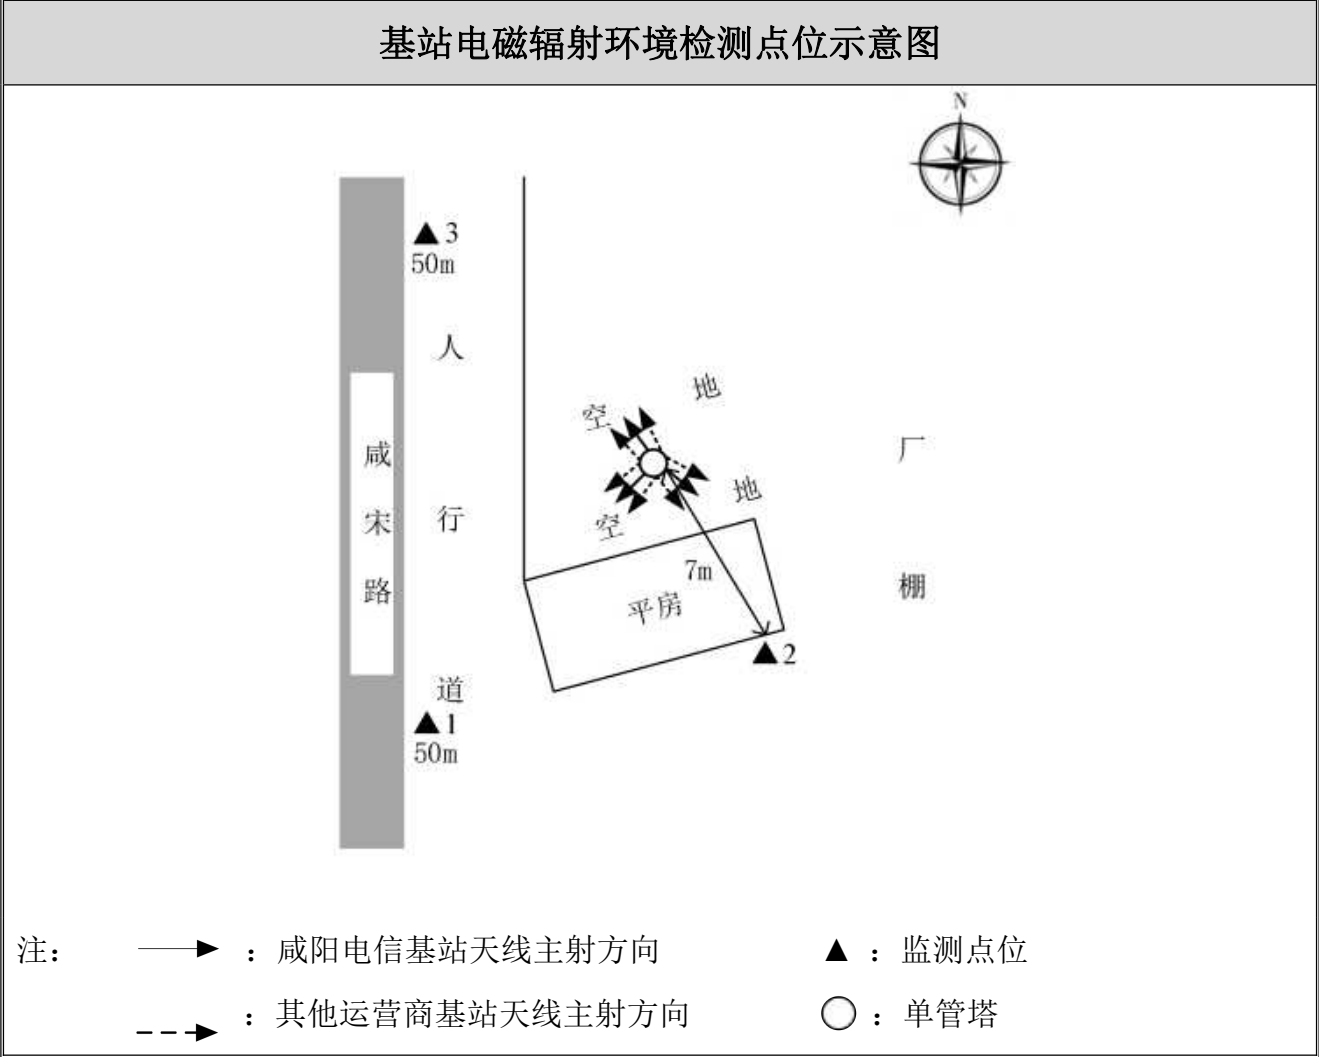 基站电磁辐射环境检测点位示意图
N
3
50m
人
行
道
咸
宋
路
空
地
空
地
厂
棚
7m
平房
2
1
50m
注：
：咸阳电信基站天线主射方向
：监测点位
：其他运营商基站天线主射方向
：单管塔